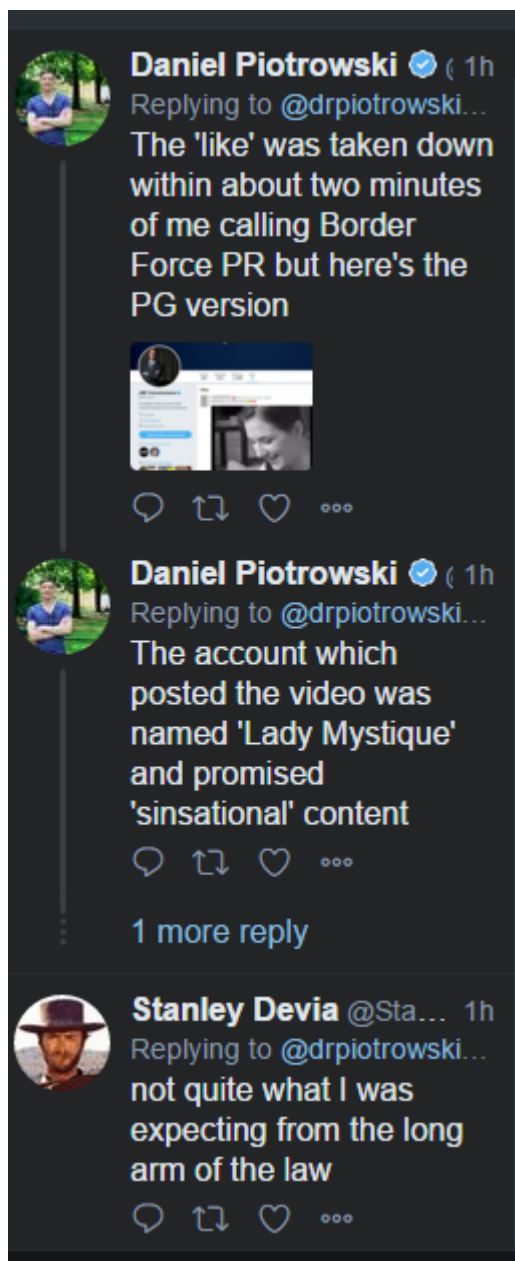 Daniel Piotrowski 1h
Replying to @drpiotrowski...
The 'like' was taken down
within about two minutes
of me calling Border
Force PR but here's the
PG version
Daniel Piotrowski 1h
Replying to @drpiotrowski...
The account which
posted the video was
named 'Lady Mystique'
and promised
'sinsational' content
1 more reply
Stanley Devia @Sta... 1h
Replying to @drpiotrowski...
not quite what I was
expecting from the long
arm of the law